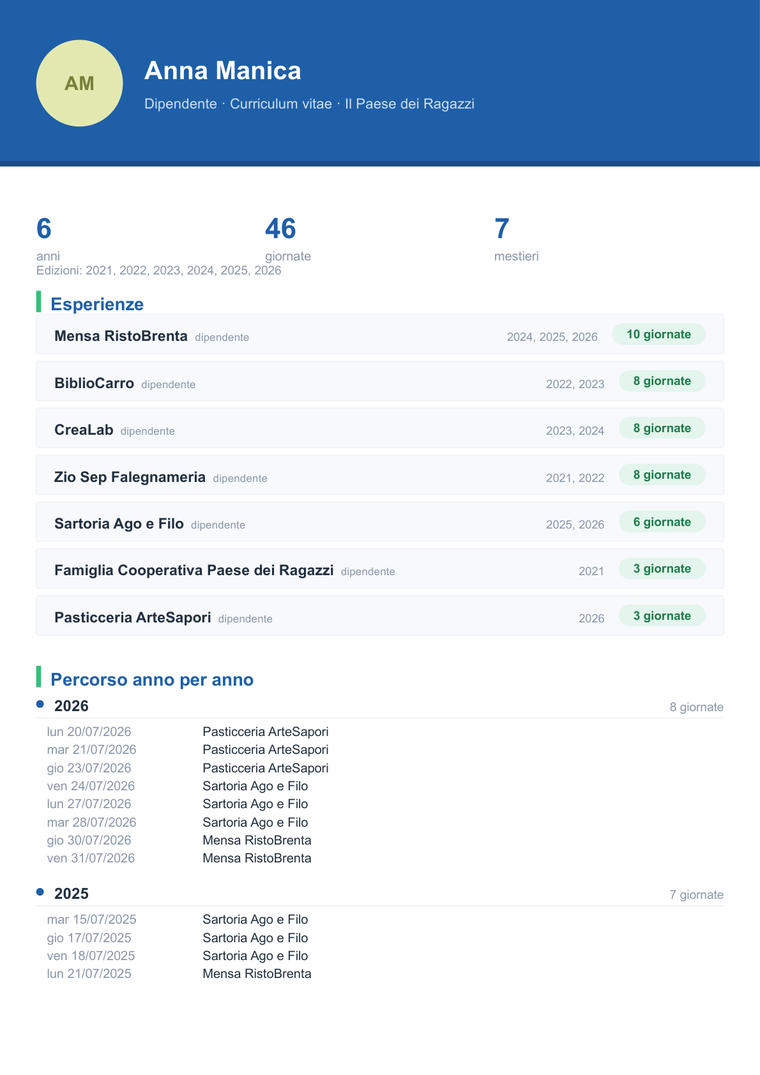 AM
Anna Manica
Dipendente · Curriculum vitae · Il Paese dei Ragazzi
6 46 7
anni giornate mestieri
Edizioni: 2021, 2022, 2023, 2024, 2025, 2026
Esperienze
Mensa RistoBrenta dipendente 2024, 2025, 2026 10 giornate
BiblioCarro dipendente 2022, 2023 8 giornate
CreaLab dipendente 2023, 2024 8 giornate
Zio Sep Falegnameria dipendente 2021, 2022 8 giornate
Sartoria Ago e Filo dipendente 2025, 2026 6 giornate
Famiglia Cooperativa Paese dei Ragazzi dipendente 2021 3 giornate
Pasticceria ArteSapori dipendente 2026 3 giornate
Percorso anno per anno
2026 8 giornate
lun 20/07/2026 Pasticceria ArteSapori
mar 21/07/2026 Pasticceria ArteSapori
gio 23/07/2026 Pasticceria ArteSapori
ven 24/07/2026 Sartoria Ago e Filo
lun 27/07/2026 Sartoria Ago e Filo
mar 28/07/2026 Sartoria Ago e Filo
gio 30/07/2026 Mensa RistoBrenta
ven 31/07/2026 Mensa RistoBrenta
2025 7 giornate
mar 15/07/2025 Sartoria Ago e Filo
gio 17/07/2025 Sartoria Ago e Filo
ven 18/07/2025 Sartoria Ago e Filo
lun 21/07/2025 Mensa RistoBrenta